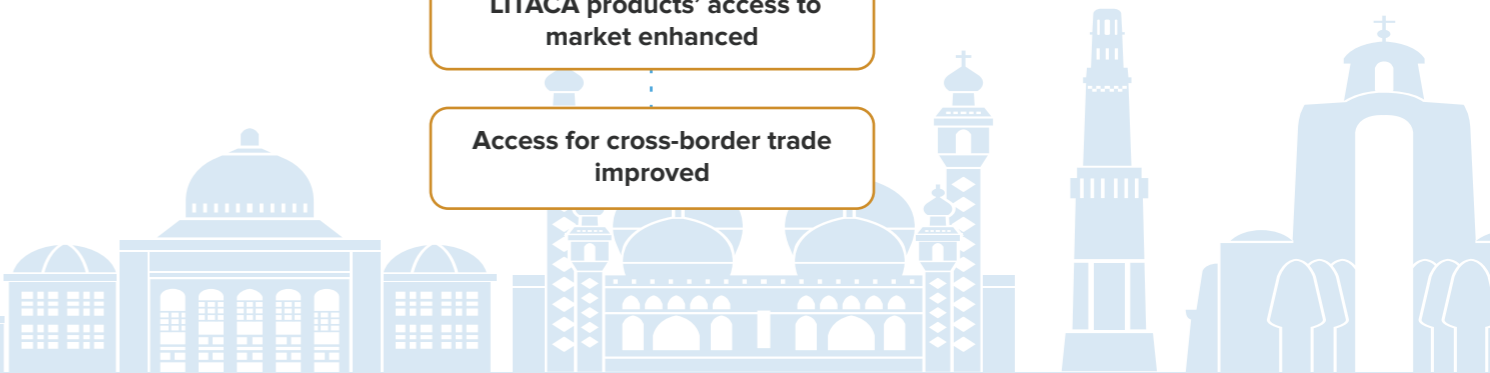 LITACA products’ access to
market enhanced
Access for cross-border trade
improved